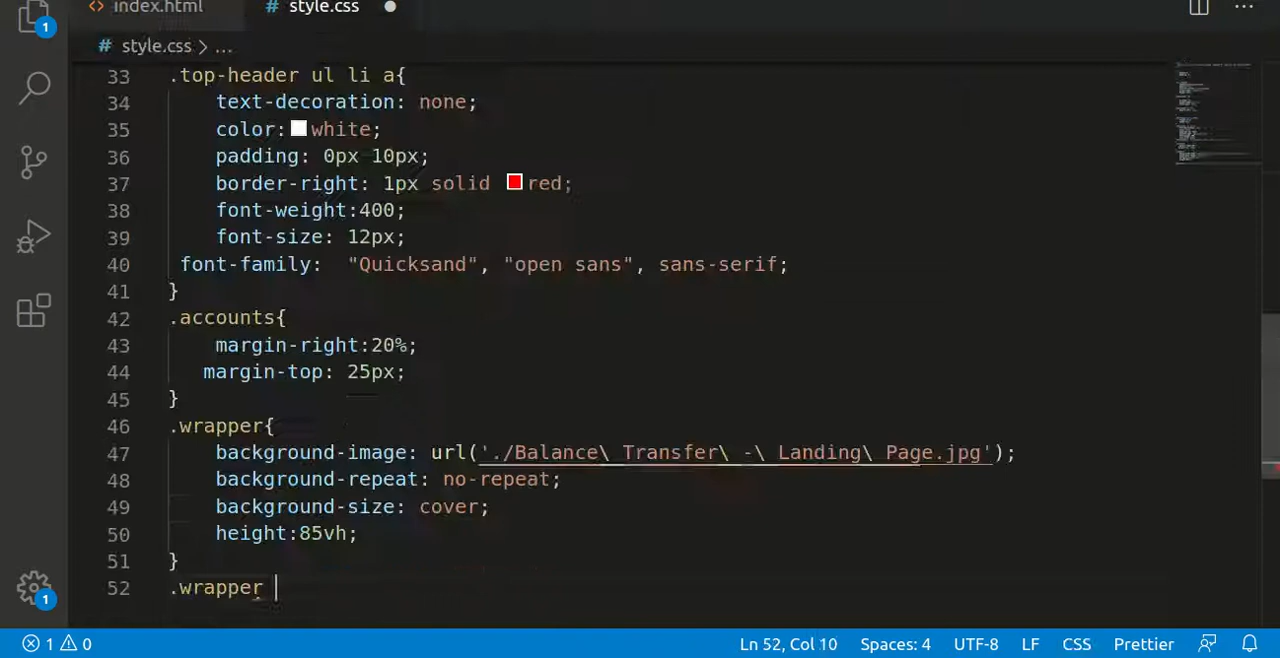 index.html
style.css
1
style.css > ...
33 .top-header ul li a{
34 text-decoration: none;
35 color: white;
36 padding: 0px 10px;
37 border-right: 1px solid red;
38 font-weight:400;
39 font-size: 12px;
40 font-family: "Quicksand", "open sans", sans-serif;
41 }
42 .accounts{
43 margin-right:20%;
44 margin-top: 25px;
45 }
46 .wrapper{
47 background-image: url('./Balance\ Transfer\ -\ Landing\ Page.jpg');
48 background-repeat: no-repeat;
49 background-size: cover;
50 height:85vh;
51 }
52 .wrapper
1
1 0 Ln 52, Col 10 Spaces: 4 UTF-8 LF CSS Prettier